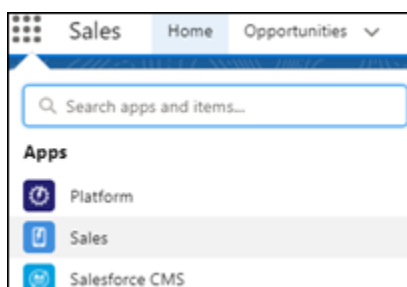 Sales Home Opportunities
Search apps and items...
Apps
Platform
Sales
Salesforce CMS